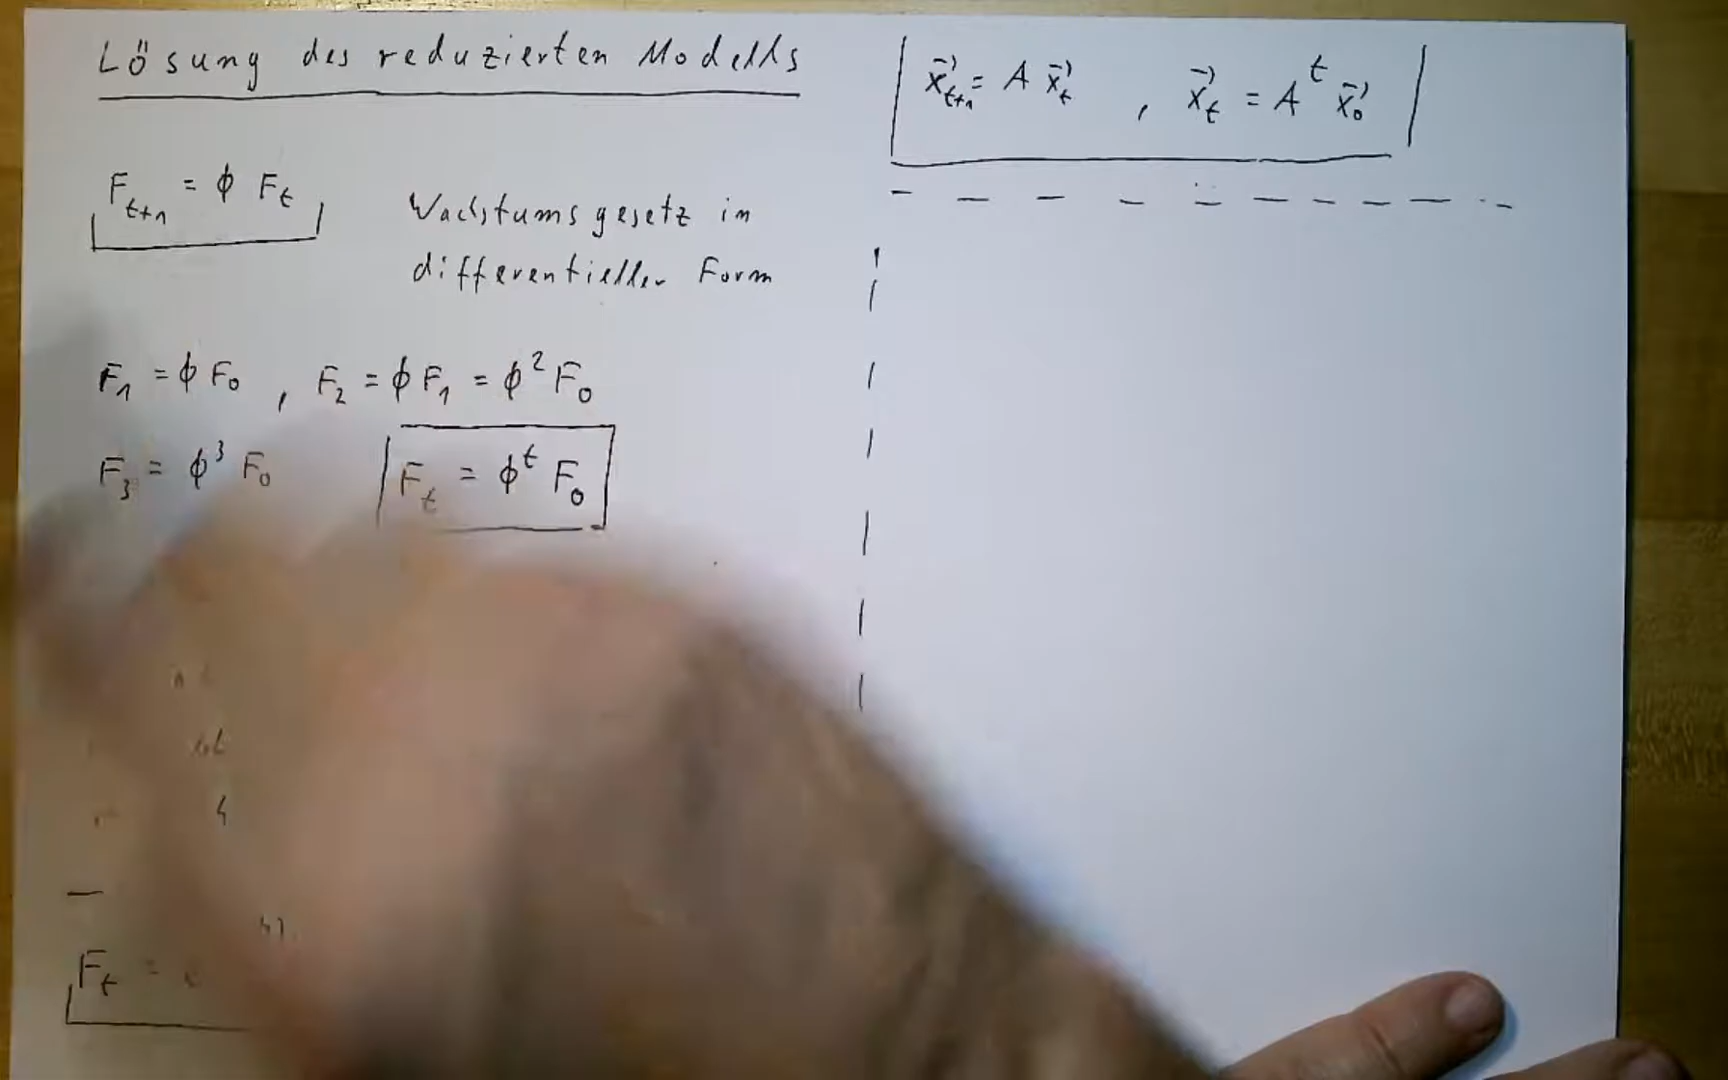 Lösung des reduzierten Modells
F_{t+1} = ϕ F_t
Wachstumsgesetz in
differentieller Form
F_1 = ϕ F_0 , F_2 = ϕ F_1 = ϕ^2 F_0
F_3 = ϕ^3 F_0
F_t = ϕ^t F_0
F_t =
x⃗_{t+1} = A x⃗_t , x⃗_t = A^t x⃗_0